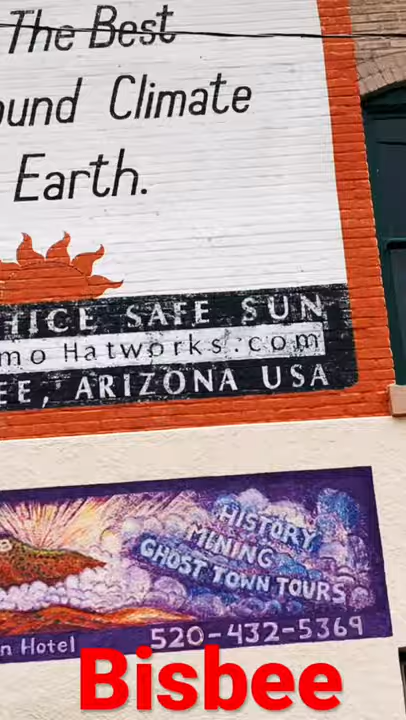 The Best
ound Climate
Earth.
TICE SAFE SUN
mo Hatworks.com
EE, ARIZONA USA
HISTORY
MINING
GHOST TOWN TOURS
n Hotel
520-432-5369
Bisbee